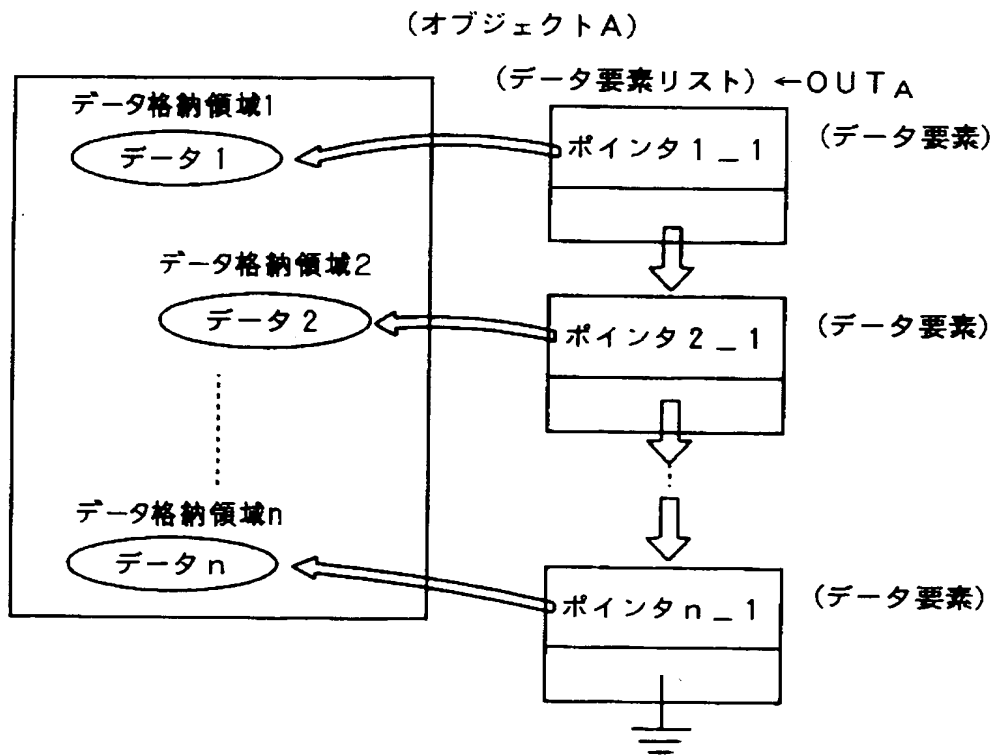 (オブジェクトA)
(データ要素リスト) ←OUTA
データ格納領域1
データ1
ポインタ1_1
(データ要素)
データ格納領域2
データ2
ポインタ2_1
(データ要素)
データ格納領域n
データn
ポインタn_1
(データ要素)